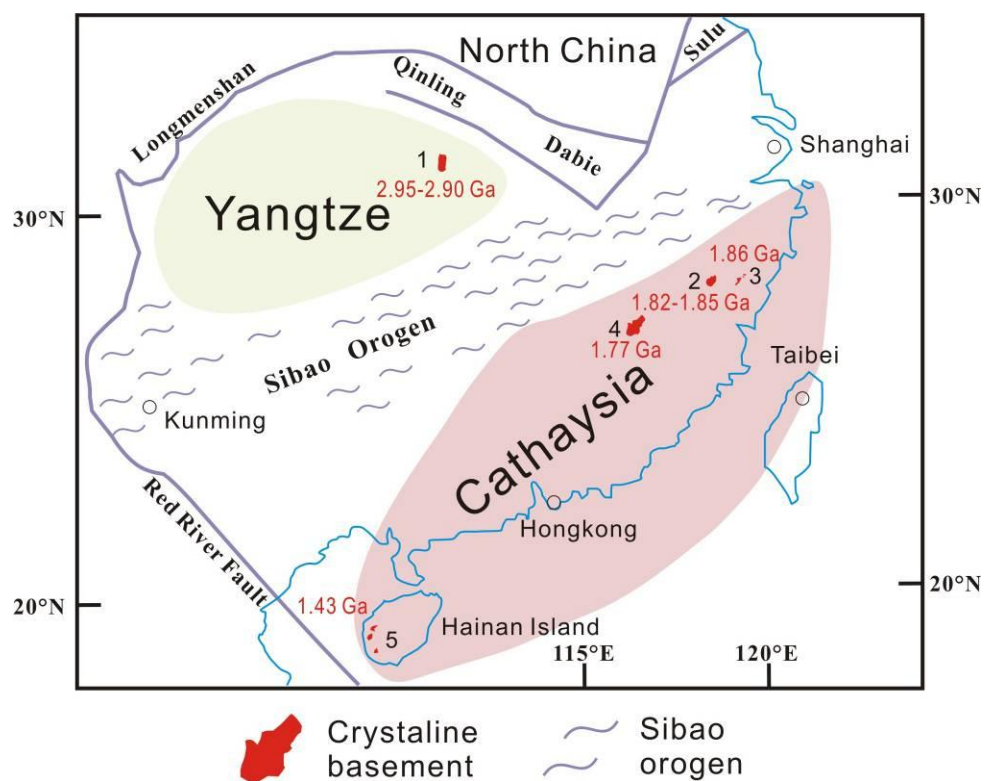 North China
Sulu
Qinling
Longmenshan
Dabie
Shanghai
1
2.95-2.90 Ga
Yangtze
30°N
30°N
1.86 Ga
2
3
1.82-1.85 Ga
4
1.77 Ga
Sibao Orogen
Taibei
Kunming
Cathaysia
Red River Fault
Hongkong
20°N
20°N
1.43 Ga
5
Hainan Island
115°E
120°E
Crystaline
basement
Sibao
orogen